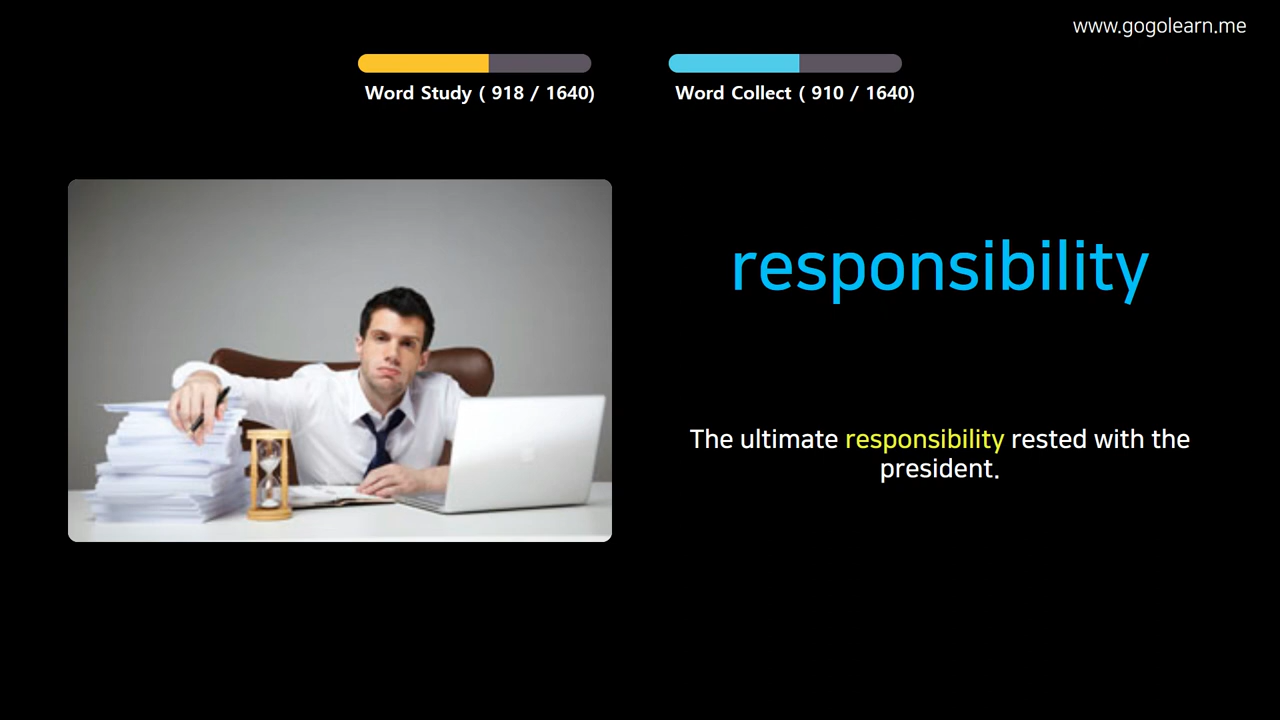 www.gogolearn.me
Word Study ( 918 / 1640)
Word Collect ( 910 / 1640)
responsibility
The ultimate responsibility rested with the
president.